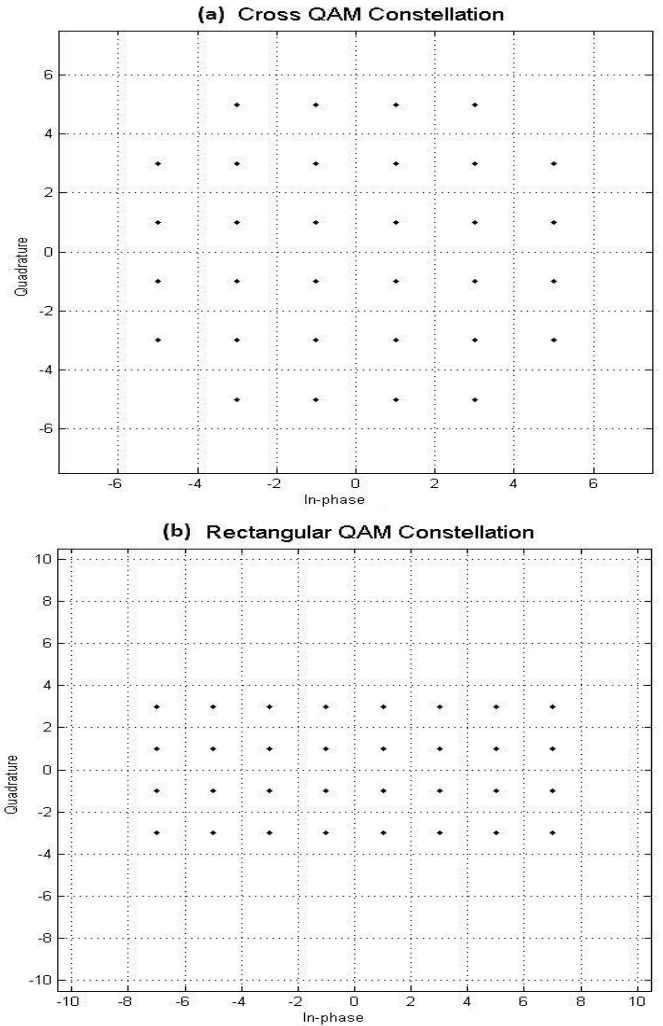 (a) Cross QAM Constellation
6
4
2
0
-2
-4
-6
Quadrature
-6 -4 -2 0 2 4 6
In-phase
(b) Rectangular QAM Constellation
10
8
6
4
2
0
-2
-4
-6
-8
-10
Quadrature
-10 -8 -6 -4 -2 0 2 4 6 8 10
In-phase